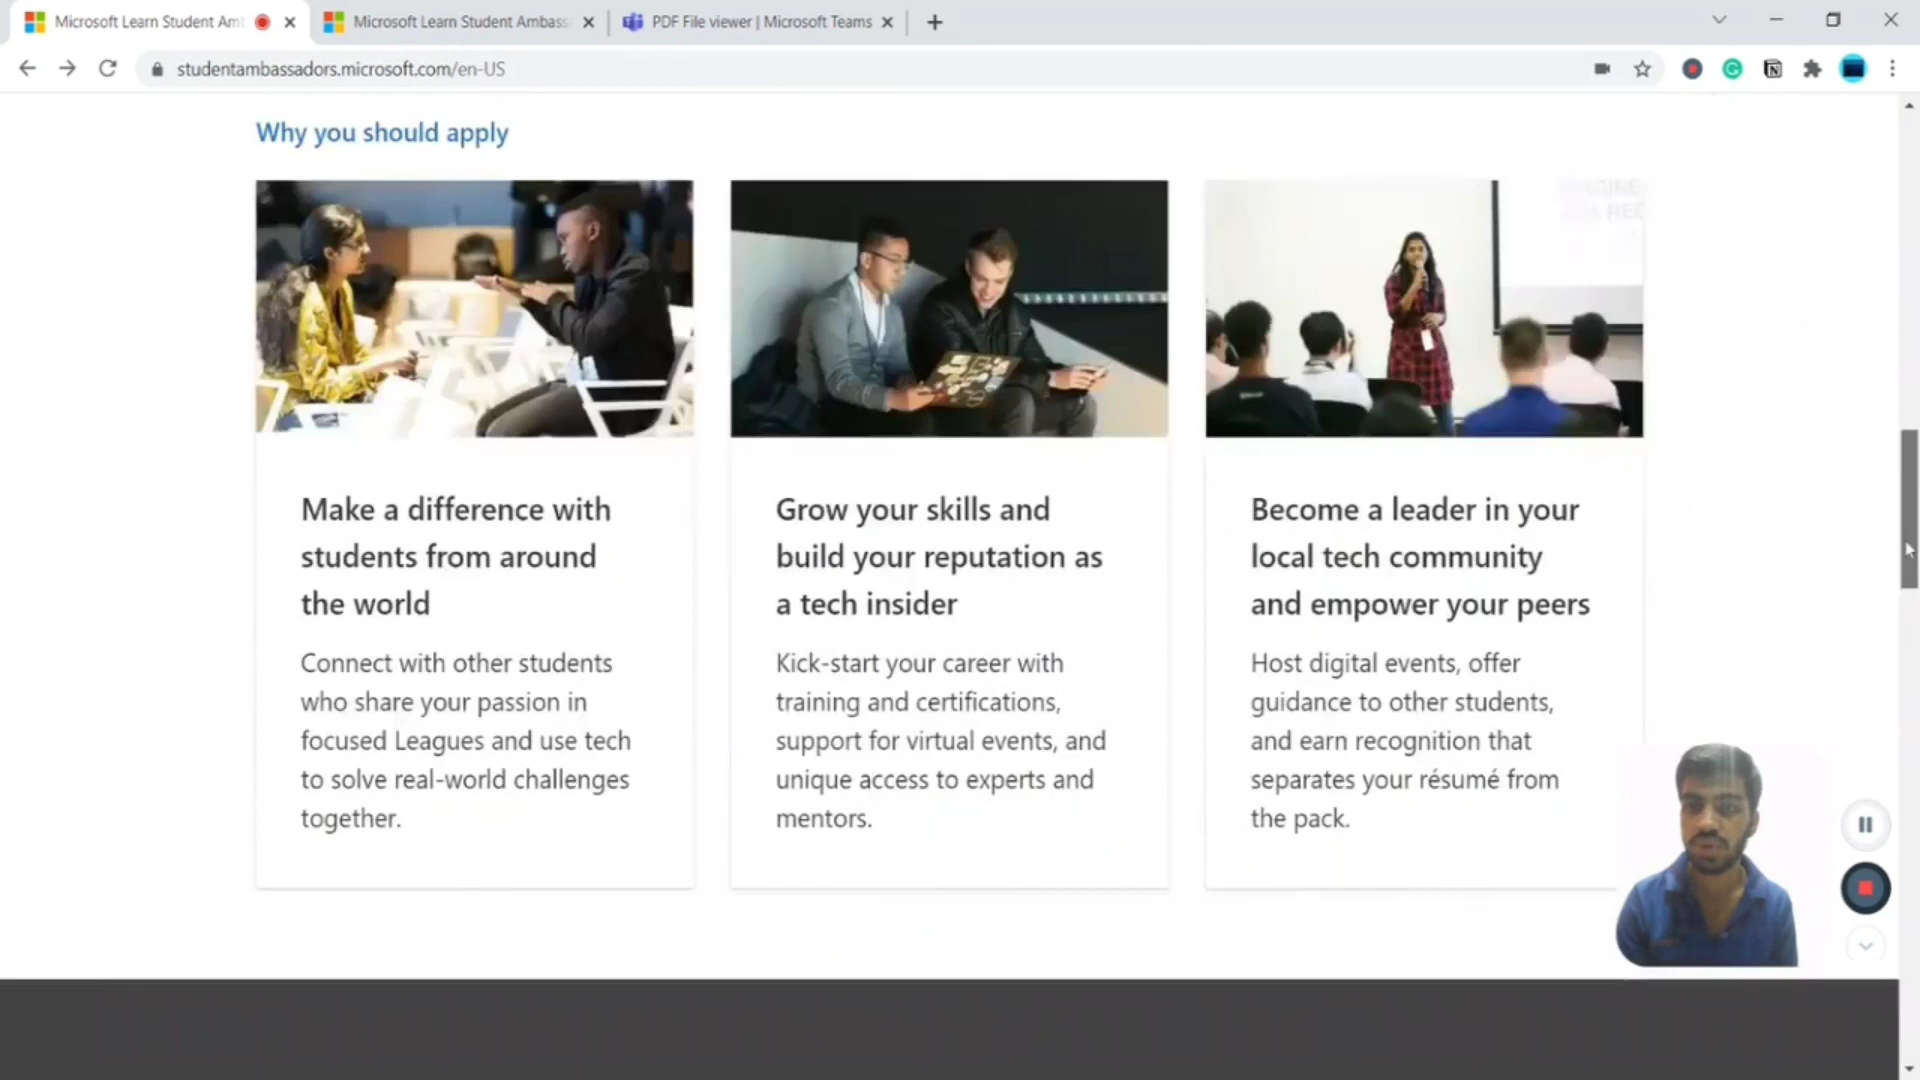 Microsoft Learn Student Am
Microsoft Learn Student Ambass
PDF File viewer | Microsoft Teams
studentambassadors.microsoft.com/en-US
Why you should apply
Make a difference with
students from around
the world
Connect with other students
who share your passion in
focused Leagues and use tech
to solve real-world challenges
together.
Grow your skills and
build your reputation as
a tech insider
Kick-start your career with
training and certifications,
support for virtual events, and
unique access to experts and
mentors.
Become a leader in your
local tech community
and empower your peers
Host digital events, offer
guidance to other students,
and earn recognition that
separates your résumé from
the pack.